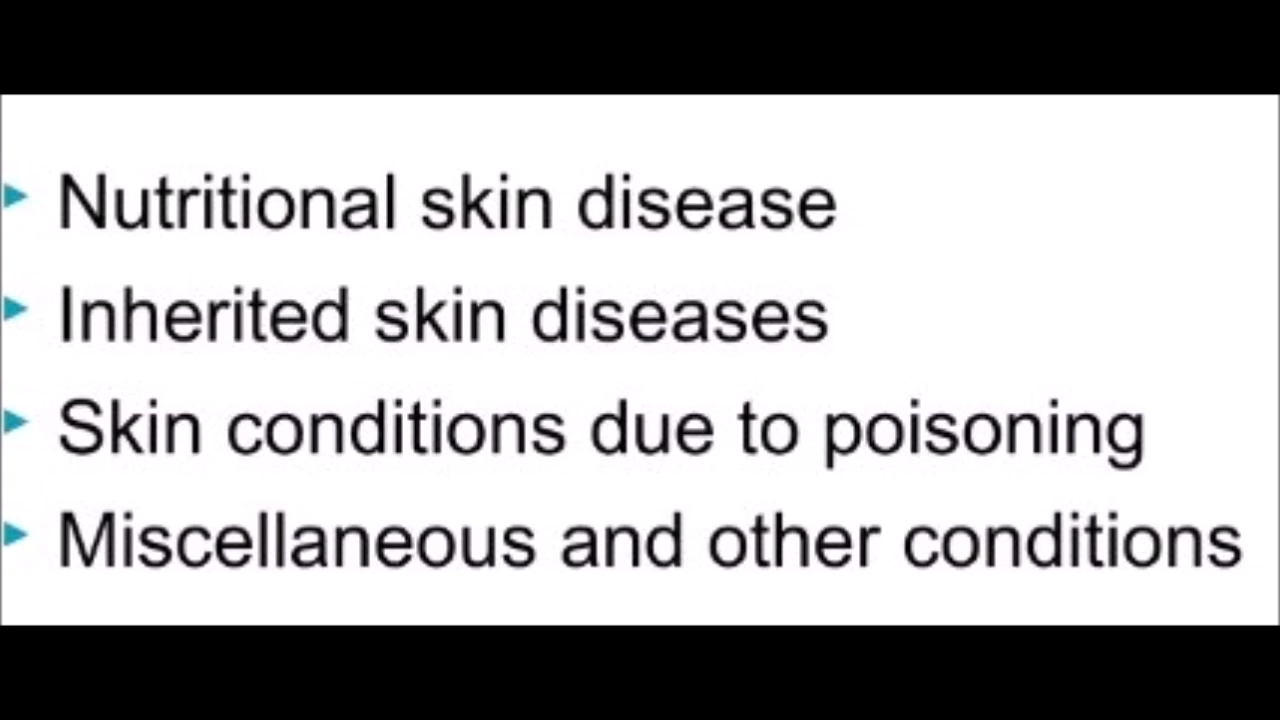 Nutritional skin disease
Inherited skin diseases
Skin conditions due to poisoning
Miscellaneous and other conditions